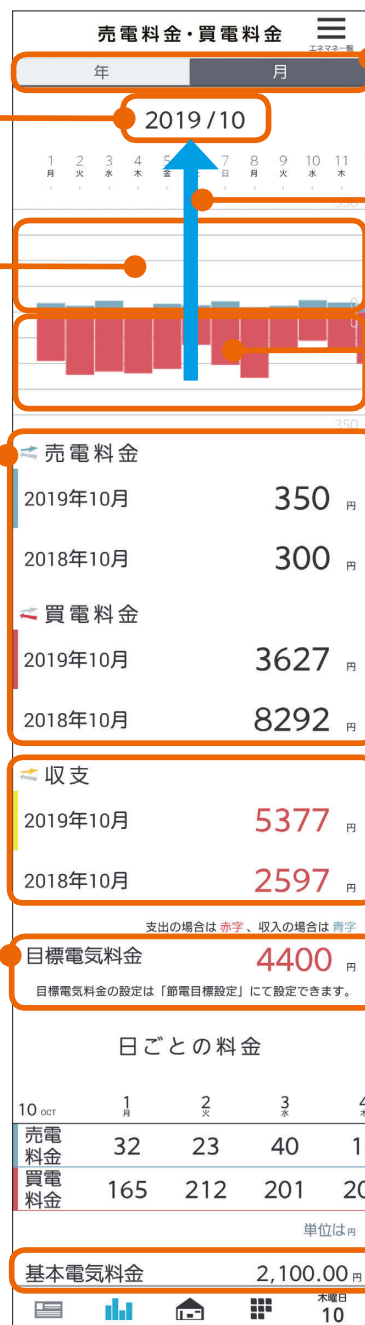 売電料金・買電料金
エネマネ一覧
年 月
2019/10
1 2 3 4 5 7 8 9 10 11
月 火 水 木 金 日 月 火 水 木
350
0
0
350
売電料金
2019年10月 350 円
2018年10月 300 円
買電料金
2019年10月 3627 円
2018年10月 8292 円
収支
2019年10月 5377 円
2018年10月 2597 円
支出の場合は赤字、収入の場合は青字
目標電気料金 4400 円
目標電気料金の設定は「節電目標設定」にて設定できます。
日ごとの料金
10 OCT 1 2 3 4
月 火 水 木
売電料金 32 23 40 1
買電料金 165 212 201 20
単位は円
基本電気料金 2,100.00 円
木曜日
10